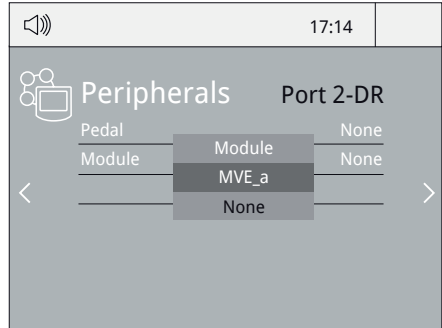 17:14
Peripherals Port 2-DR
Pedal None
Module None
Module
MVE_a
None